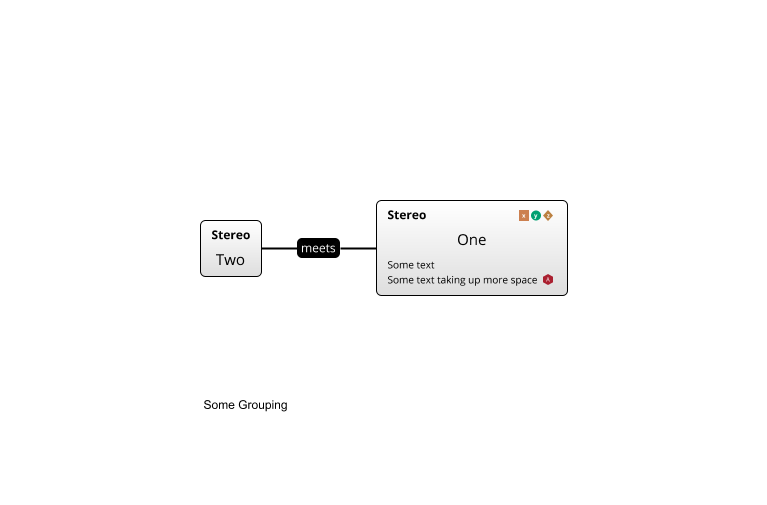 Stereo
Two
meets
Stereo
x y z
One
Some text
Some text taking up more space A
Some Grouping